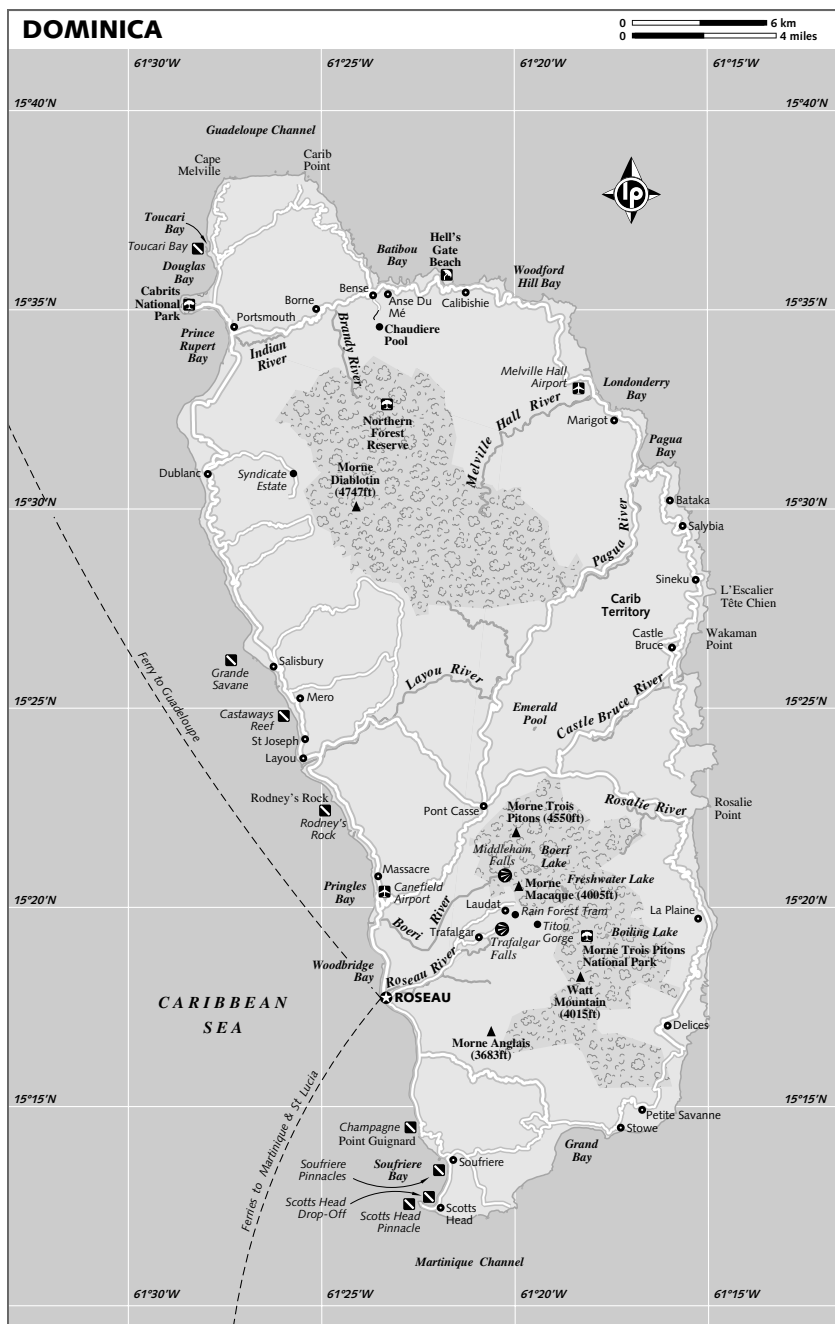 DOMINICA
0 6 km
0 4 miles
61°30'W 61°25'W 61°20'W 61°15'W
15°40'N 15°40'N
Guadeloupe Channel
Cape
Melville
Carib
Point
lp
Toucari
Bay
Toucari Bay
Douglas
Bay
Batibou
Bay
Hell's
Gate
Beach
Woodford
Hill Bay
Cabrits
National
Park
Bense
Anse Du
Mé
Calibishie
15°35'N 15°35'N
Borne
Portsmouth
Chaudiere
Pool
Prince
Rupert
Bay
Indian
River
Brandy River
Melville Hall
Airport
Londonderry
Bay
Melville Hall River
Marigot
Northern
Forest
Reserve
Pagua
Bay
Morne
Diablotin
(4747ft)
Dublanc
Syndicate
Estate
15°30'N 15°30'N
Bataka
Salybia
Pagua River
Sineku
L'Escalier
Tête Chien
Carib
Territory
Castle
Bruce
Wakaman
Point
Ferry to Guadeloupe
Grande
Savane
Salisbury
Layou River
Mero
15°25'N 15°25'N
Castaways
Reef
Emerald
Pool
Castle Bruce River
St Joseph
Layou
Rodney's Rock
Rodney's
Rock
Pont Casse
Morne Trois
Pitons (4550ft)
Rosalie River
Rosalie
Point
Middleham
Falls
Boeri
Lake
Massacre
Freshwater Lake
Pringles
Bay
Canefield
Airport
Morne
Macaque (4005ft)
15°20'N 15°20'N
Boeri River
Laudat
Rain Forest Tram
La Plaine
Trafalgar
Titou
Gorge
Trafalgar
Falls
Boiling Lake
Morne Trois Pitons
National Park
Woodbridge
Bay
Roseau River
ROSEAU
CARIBBEAN
SEA
Watt
Mountain
(4015ft)
Delices
Morne Anglais
(3683ft)
15°15'N 15°15'N
Petite Savanne
Stowe
Champagne
Point Guignard
Grand
Bay
Ferries to Martinique & St Lucia
Soufriere
Pinnacles
Soufriere
Bay
Soufriere
Scotts Head
Drop-Off
Scotts Head
Pinnacle
Scotts
Head
Martinique Channel
61°30'W 61°25'W 61°20'W 61°15'W